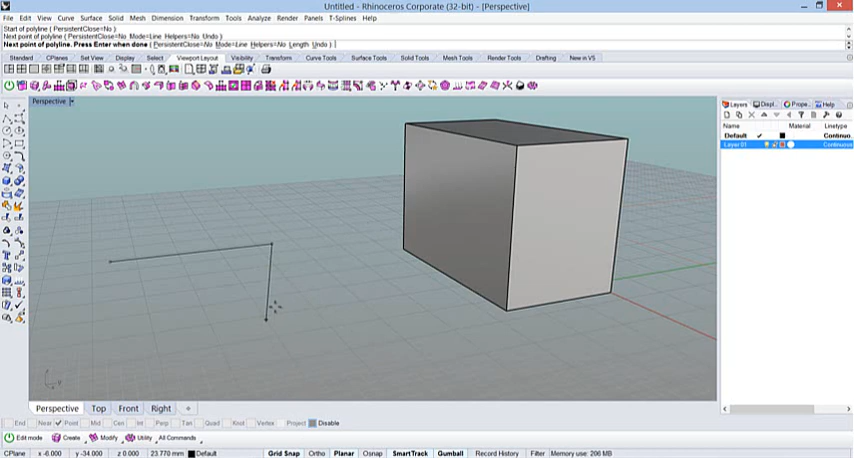 Untitled - Rhinoceros Corporate (32-bit) - [Perspective]
File Edit View Curve Surface Solid Mesh Dimension Transform Tools Analyze Render Panels T-Splines Help
Start of polyline ( PersistentClose=No )
Next point of polyline ( PersistentClose=No Mode=Line Helpers=No Undo )
Next point of polyline. Press Enter when done ( PersistentClose=No Mode=Line Helpers=No Length Undo ):
Standard CPlanes Set View Display Select Viewport Layout Visibility Transform Curve Tools Surface Tools Solid Tools Mesh Tools Render Tools Drafting New in V5
Perspective
Layers Displ... Prope... Help
Name Material Linetype
Default Continuo
Layer 01 Continuous
Perspective Top Front Right
End Near Point Mid Cen Int Perp Tan Quad Knot Vertex Project Disable
Edit mode Create Modify Utility All Commands
CPlane x -6.000 y -34.000 z 0.000 23.770 mm Default Grid Snap Ortho Planar Osnap SmartTrack Gumball Record History Filter Memory use: 206 MB